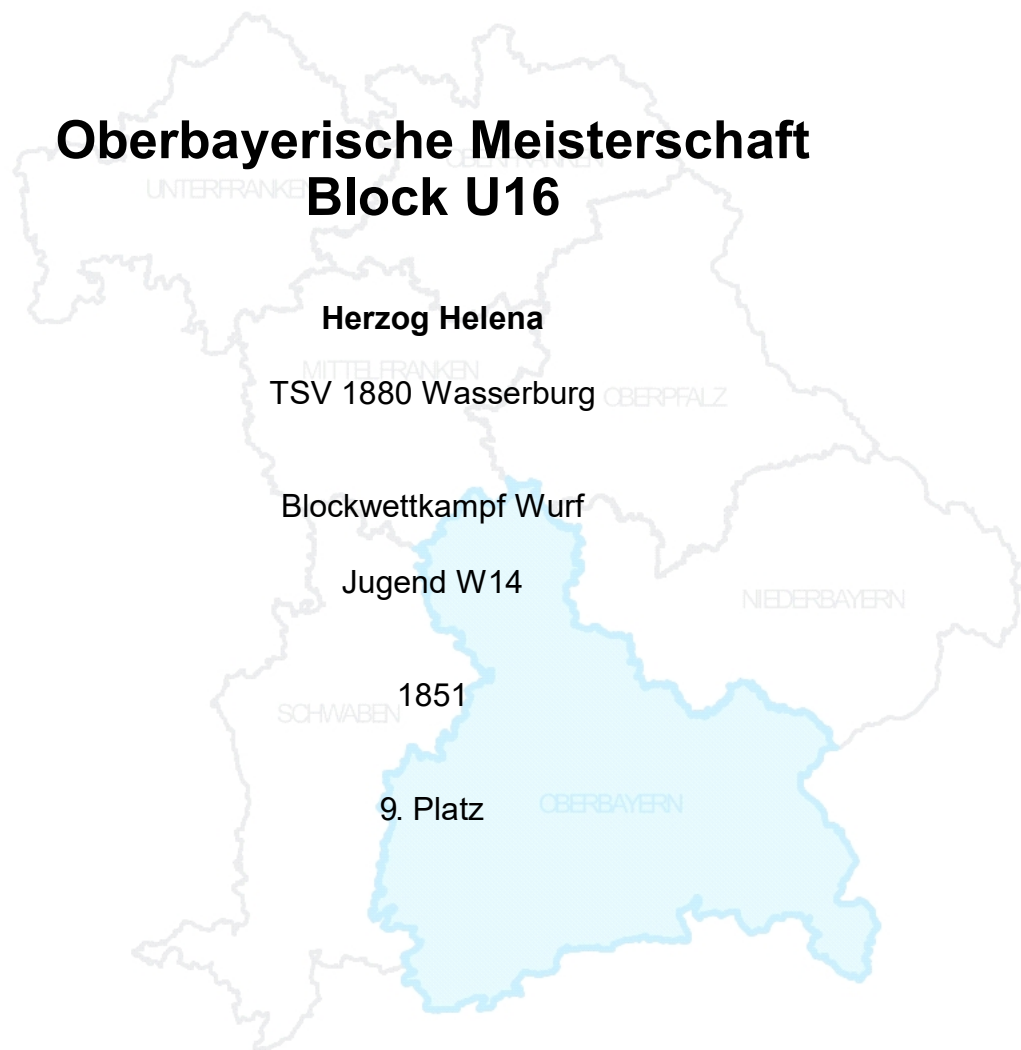 Oberbayerische Meisterschaft
OBERFRANKEN
UNTERFRANKEN
Block U16
Herzog Helena
MITTELFRANKEN
TSV 1880 Wasserburg
OBERPFALZ
Blockwettkampf Wurf
Jugend W14
NIEDERBAYERN
1851
SCHWABEN
9. Platz
OBERBAYERN